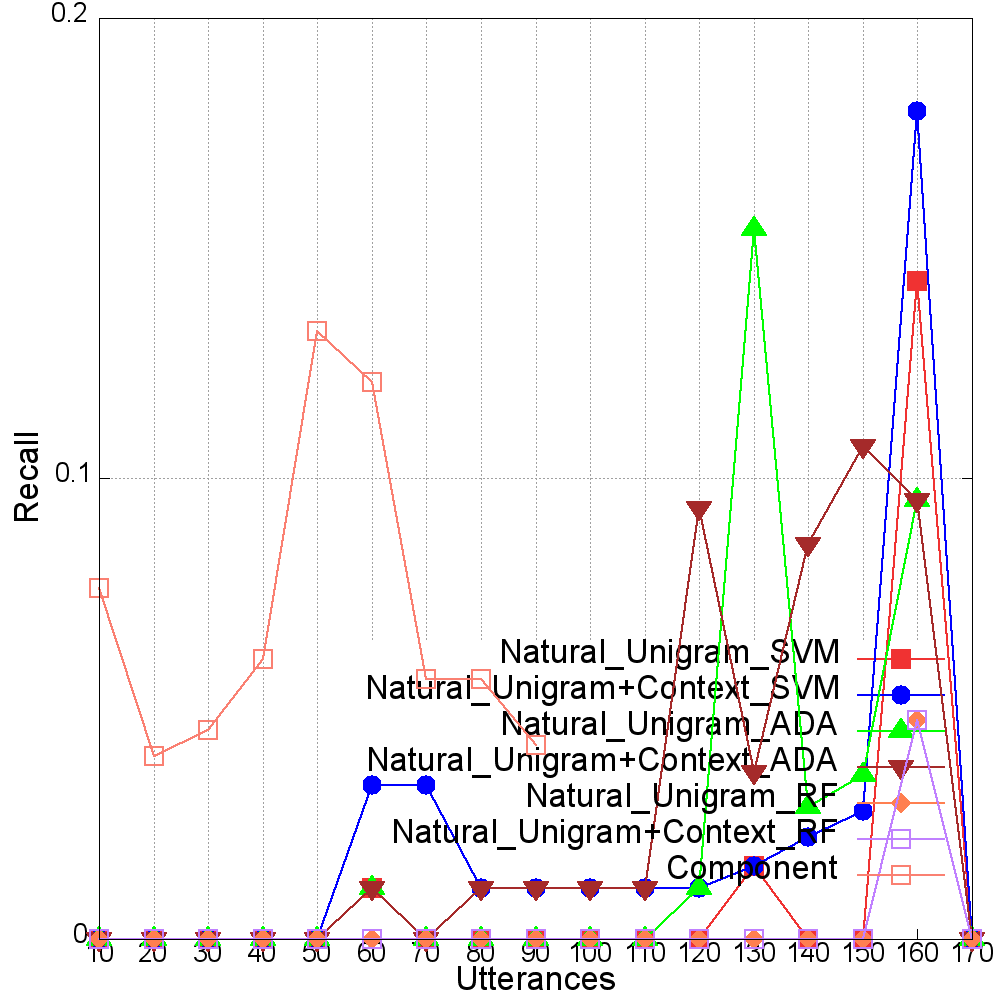 0.2
0.1
0
Recall
Natural_Unigram_SVM
Natural_Unigram+Context_SVM
Natural_Unigram_ADA
Natural_Unigram+Context_ADA
Natural_Unigram_RF
Natural_Unigram+Context_RF
Component
10 20 30 40 50 60 70 80 90 100 110 120 130 140 150 160 170
Utterances